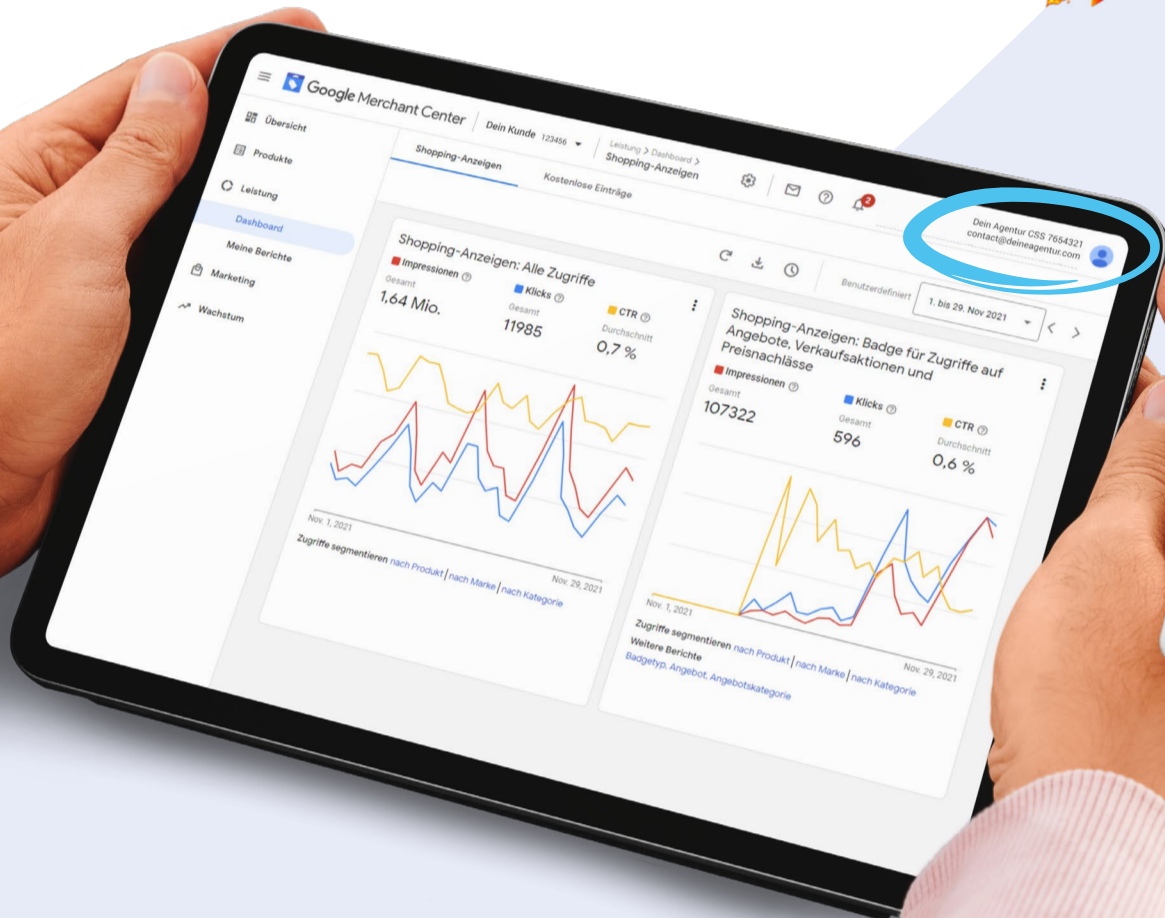 Google Merchant Center
Dein Kunde 123456
Leistung > Dashboard >
Shopping-Anzeigen
2
Dein Agentur CSS 7654321
contact@deineagentur.com
Übersicht
Produkte
Leistung
Dashboard
Meine Berichte
Marketing
Wachstum
Shopping-Anzeigen
Kostenlose Einträge
Benutzerdefiniert
1. bis 29. Nov 2021
Shopping-Anzeigen: Alle Zugriffe
Impressionen
Gesamt
1,64 Mio.
Klicks
Gesamt
11985
CTR
Durchschnitt
0,7 %
Nov. 1, 2021
Nov. 29, 2021
Zugriffe segmentieren nach Produkt | nach Marke | nach Kategorie
Shopping-Anzeigen: Badge für Zugriffe auf
Angebote, Verkaufsaktionen und
Preisnachlässe
Impressionen
Gesamt
107322
Klicks
Gesamt
596
CTR
Durchschnitt
0,6 %
Nov. 1, 2021
Nov. 29, 2021
Zugriffe segmentieren nach Produkt | nach Marke | nach Kategorie
Weitere Berichte
Badgetyp, Angebot, Angebotskategorie